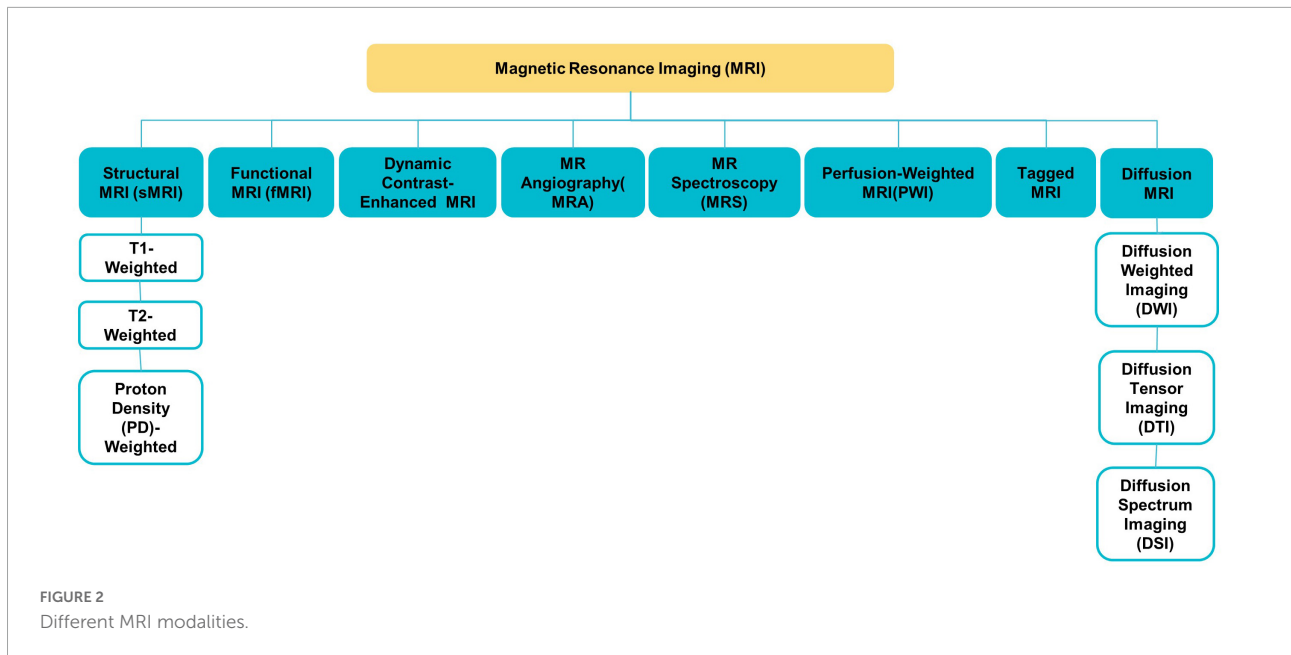 Magnetic Resonance Imaging (MRI)
Structural
MRI (sMRI)
Functional
MRI (fMRI)
Dynamic
Contrast-
Enhanced MRI
MR
Angiography(
MRA)
MR
Spectroscopy
(MRS)
Perfusion-Weighted
MRI(PWI)
Tagged
MRI
Diffusion
MRI
T1-
Weighted
T2-
Weighted
Proton
Density
(PD)-
Weighted
Diffusion
Weighted
Imaging
(DWI)
Diffusion
Tensor
Imaging
(DTI)
Diffusion
Spectrum
Imaging
(DSI)
FIGURE 2
Different MRI modalities.